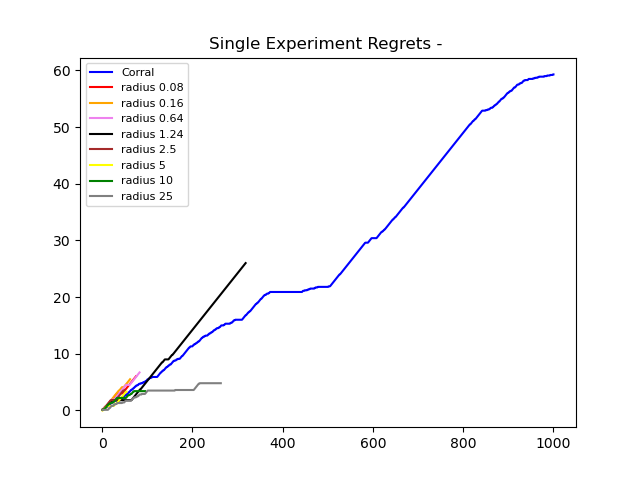 Single Experiment Regrets -
60
50
40
30
20
10
0
Corral
radius 0.08
radius 0.16
radius 0.64
radius 1.24
radius 2.5
radius 5
radius 10
radius 25
0 200 400 600 800 1000